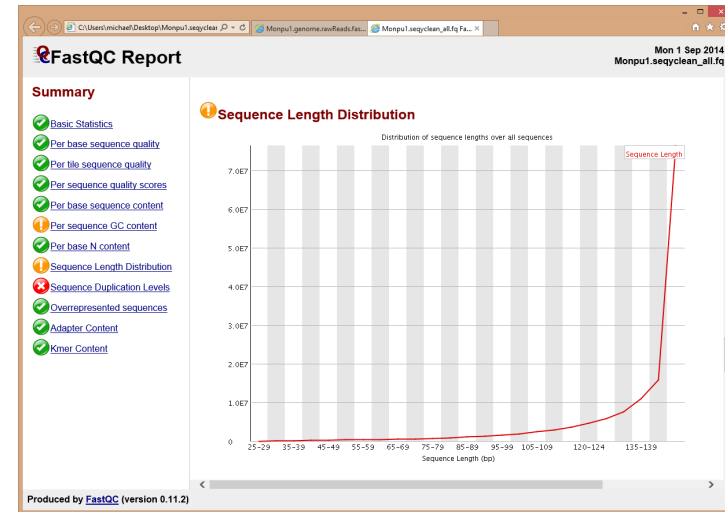 C:\Users\michael\Desktop\Monpu1.seqyclear
Monpu1.genome.rawReads.fas...
Monpu1.seqyclean_all.fq Fa...
FastQC Report
Mon 1 Sep 2014
Monpu1.seqyclean_all.fq
Summary
Basic Statistics
Per base sequence quality
Per tile sequence quality
Per sequence quality scores
Per base sequence content
Per sequence GC content
Per base N content
Sequence Length Distribution
Sequence Duplication Levels
Overrepresented sequences
Adapter Content
Kmer Content
Sequence Length Distribution
Distribution of sequence lengths over all sequences
Sequence Length
7.0E7
6.0E7
5.0E7
4.0E7
3.0E7
2.0E7
1.0E7
0
25-29 35-39 45-49 55-59 65-69 75-79 85-89 95-99 105-109 120-124 135-139
Sequence Length (bp)
Produced by FastQC (version 0.11.2)